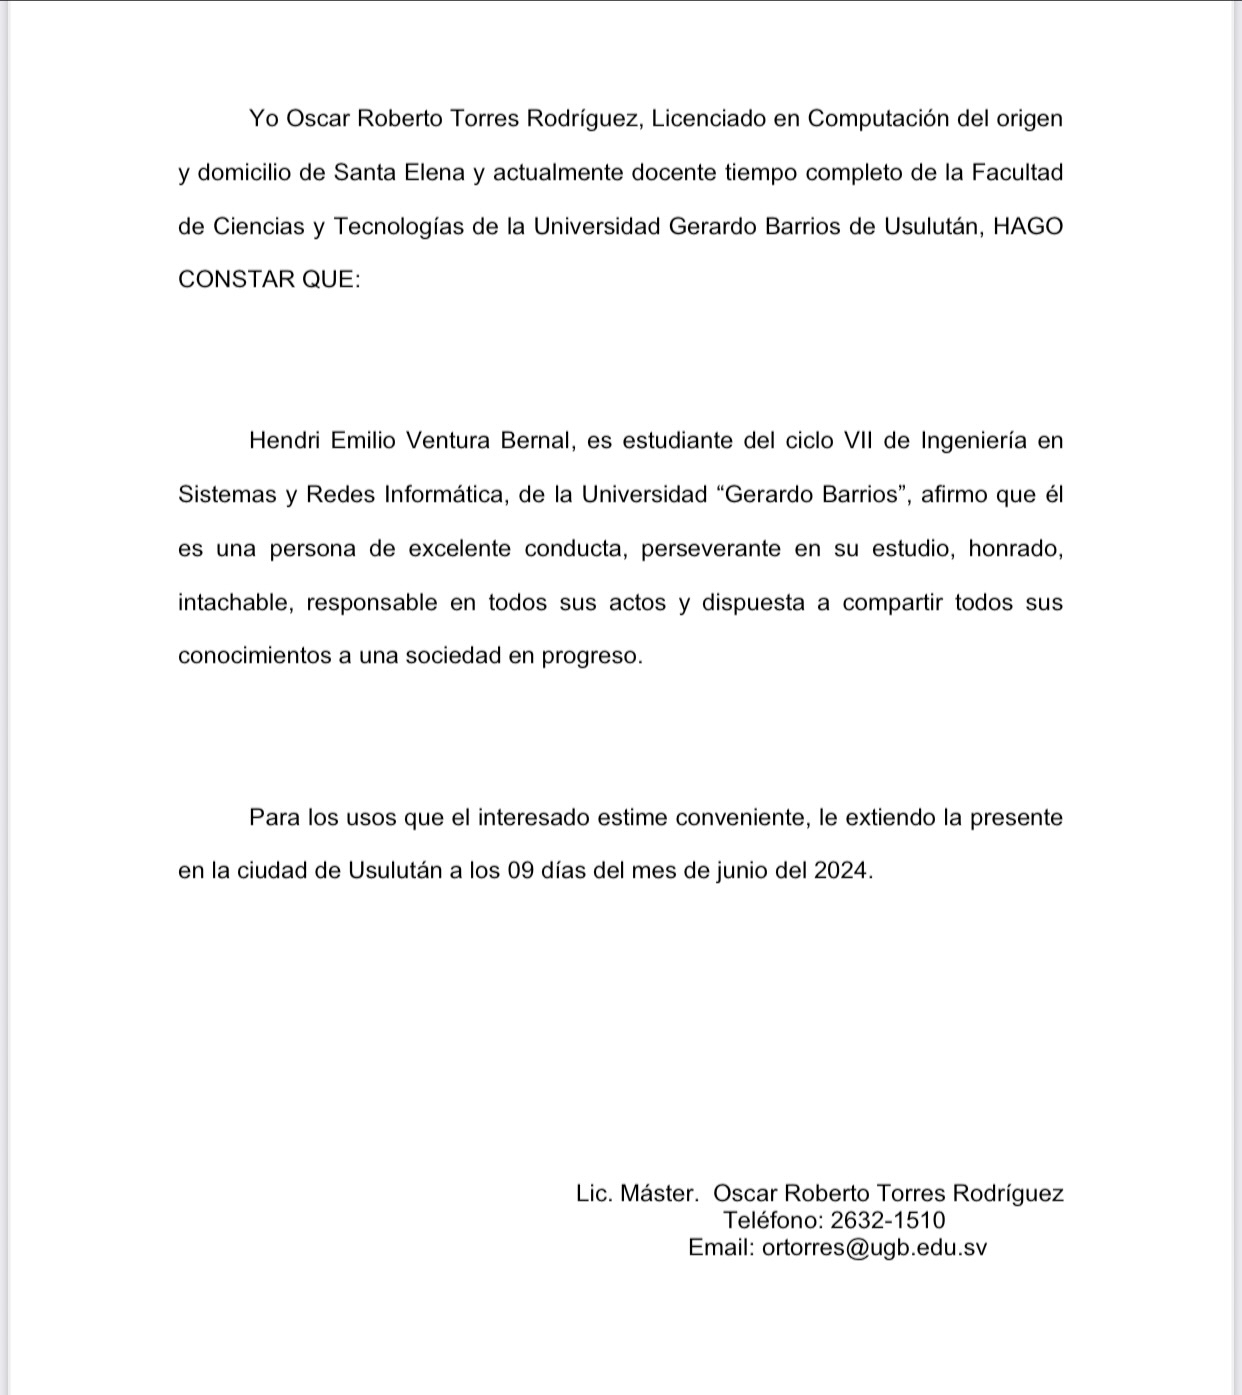 Yo Oscar Roberto Torres Rodríguez, Licenciado en Computación del origen
y domicilio de Santa Elena y actualmente docente tiempo completo de la Facultad
de Ciencias y Tecnologías de la Universidad Gerardo Barrios de Usulután, HAGO
CONSTAR QUE:
Hendri Emilio Ventura Bernal, es estudiante del ciclo VII de Ingeniería en
Sistemas y Redes Informática, de la Universidad “Gerardo Barrios”, afirmo que él
es una persona de excelente conducta, perseverante en su estudio, honrado,
intachable, responsable en todos sus actos y dispuesta a compartir todos sus
conocimientos a una sociedad en progreso.
Para los usos que el interesado estime conveniente, le extiendo la presente
en la ciudad de Usulután a los 09 días del mes de junio del 2024.
Lic. Máster.  Oscar Roberto Torres Rodríguez
Teléfono: 2632-1510
Email: ortorres@ugb.edu.sv